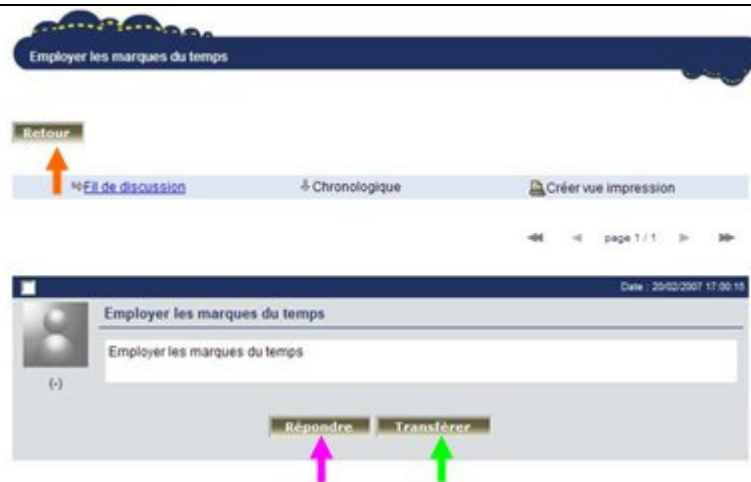 Employer les marques du temps
Retour
Fil de discussion
Chronologique
Créer vue impression
page 1 / 1
Date : 20/02/2007 17:00:16
Employer les marques du temps
Employer les marques du temps
(-)
Répondre
Transférer